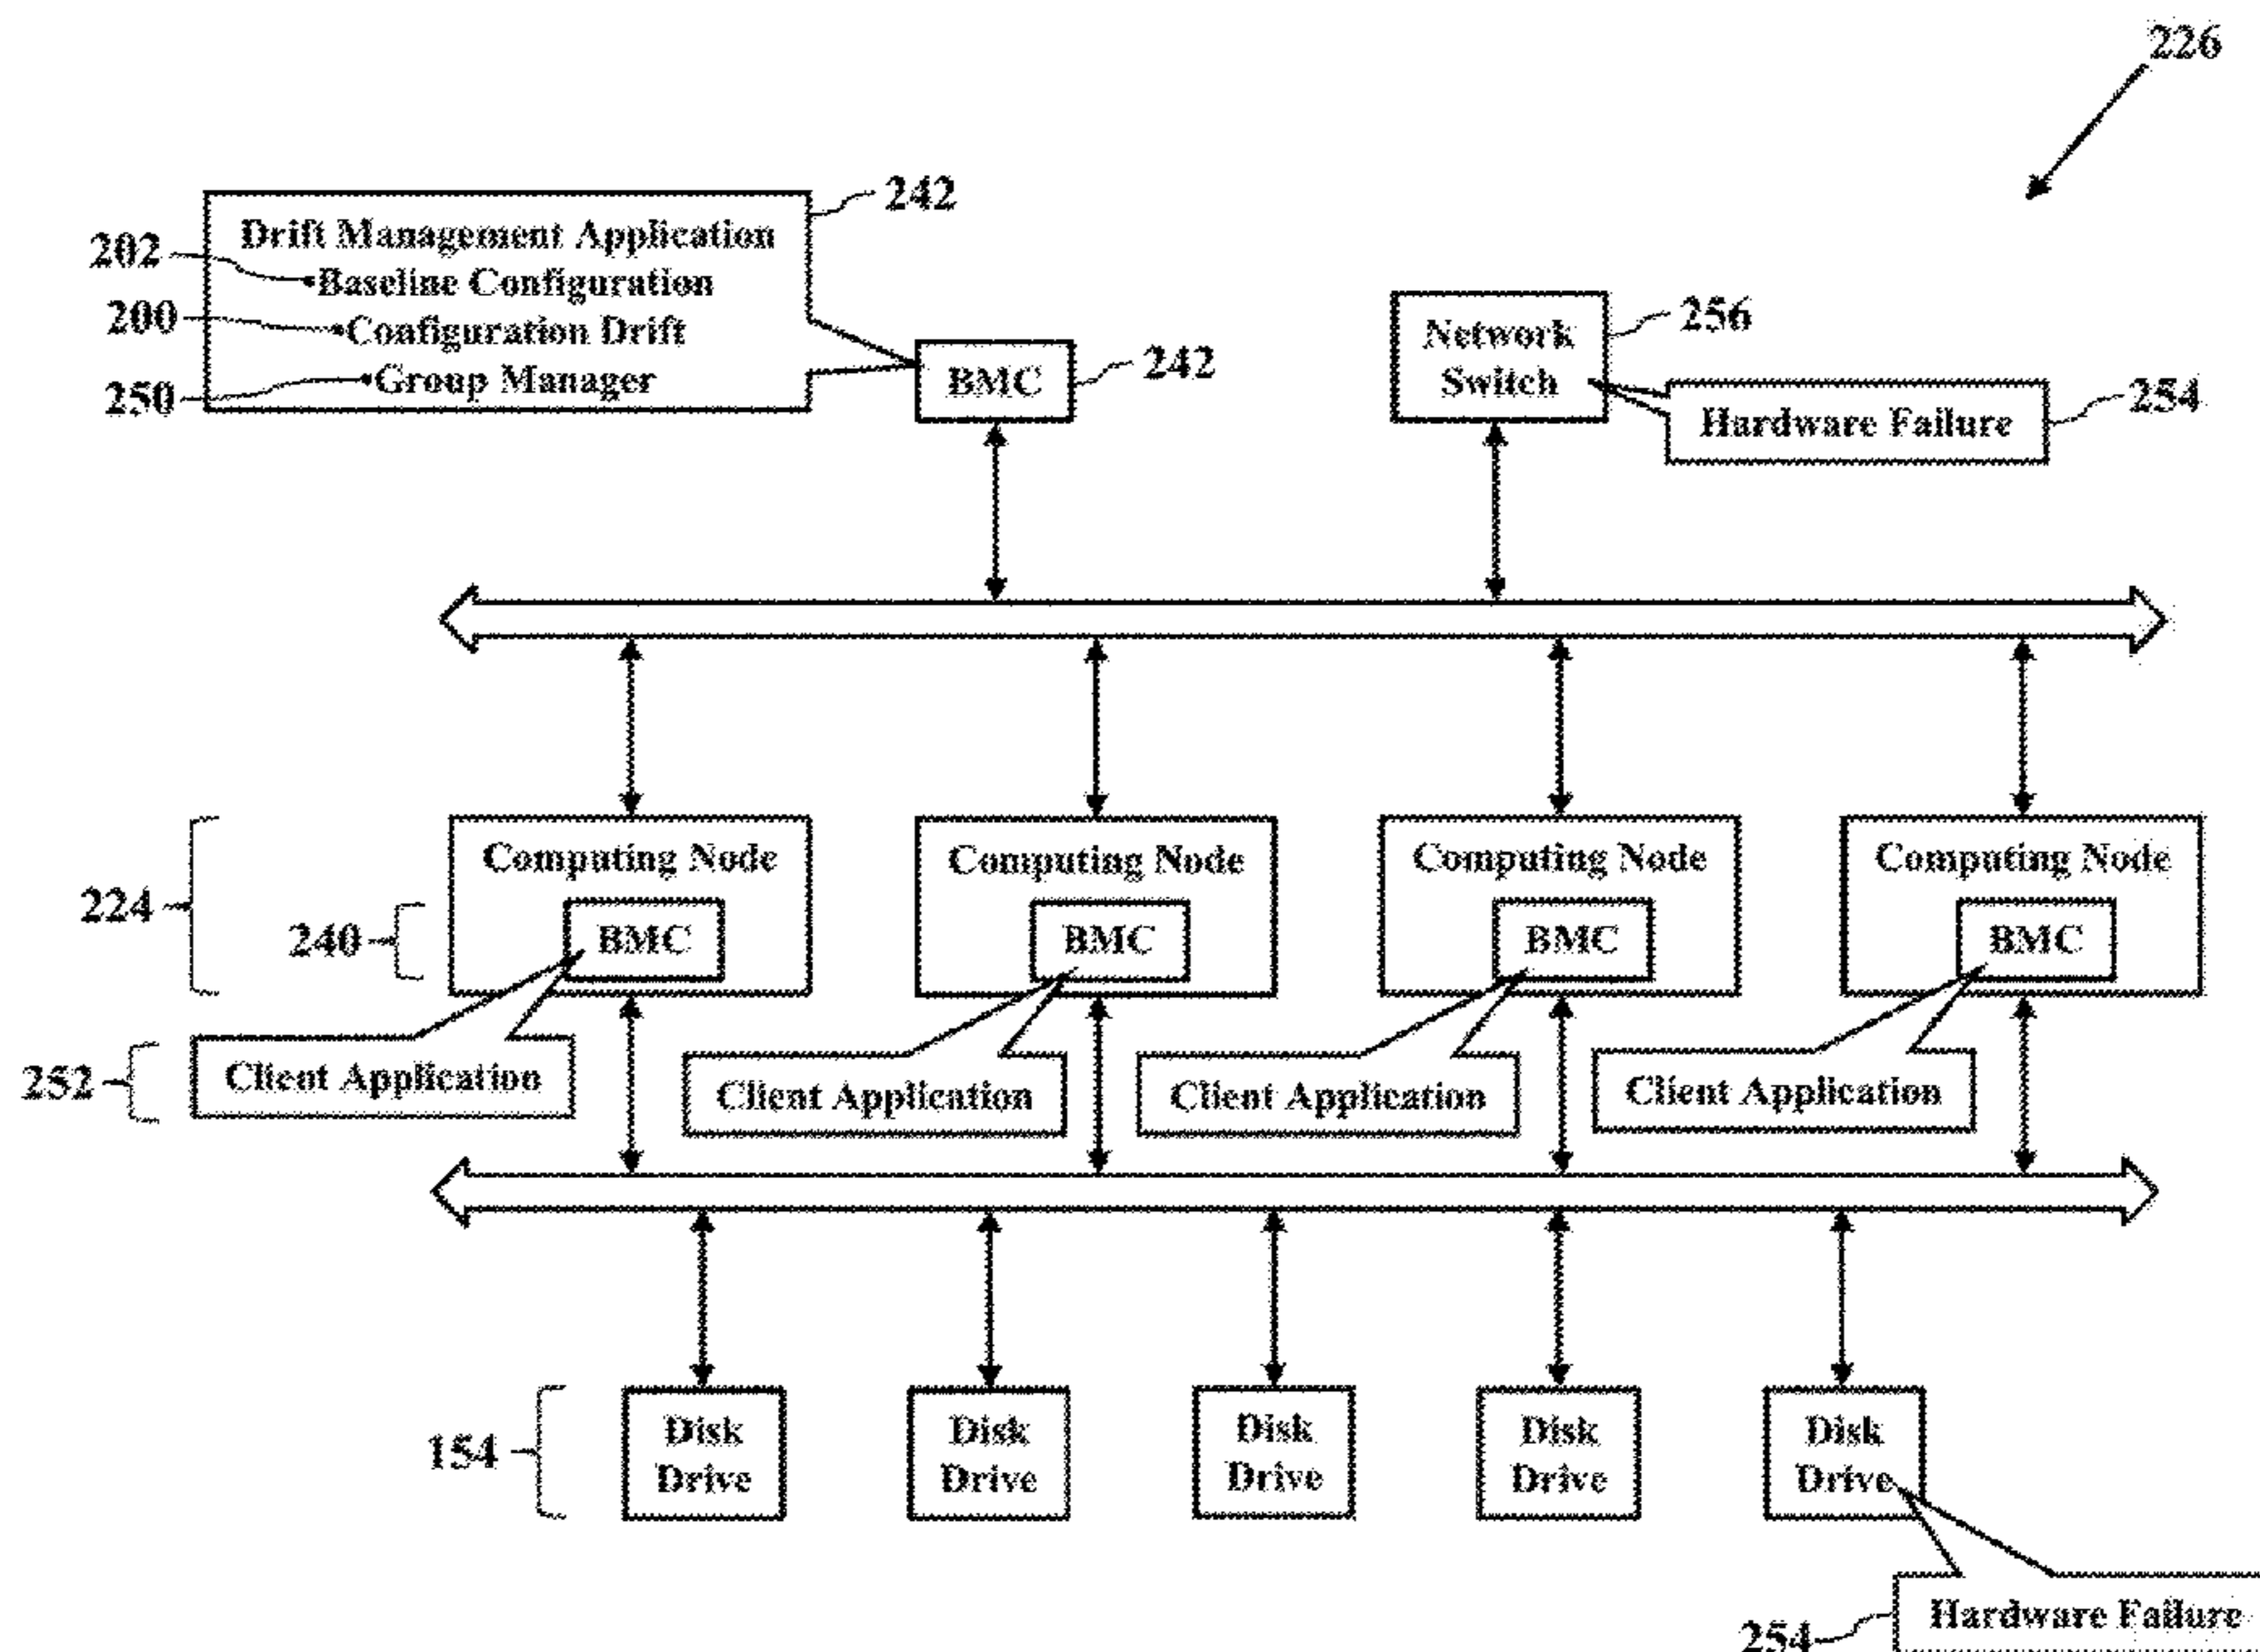 226
242
Drift Management Application
202
•Baseline Configuration
200
•Configuration Drift
250
•Group Manager
BMC
242
Network
Switch
256
Hardware Failure
254
224
240
Computing Node
BMC
Computing Node
BMC
Computing Node
BMC
Computing Node
BMC
252
Client Application
Client Application
Client Application
Client Application
154
Disk
Drive
Disk
Drive
Disk
Drive
Disk
Drive
Disk
Drive
Hardware Failure
254